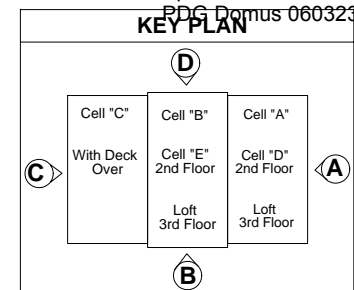 PDG Domus 060323
KEY PLAN
D
Cell "C"
With Deck
Over
Cell "B"
Cell "E"
2nd Floor
Loft
3rd Floor
Cell "A"
Cell "D"
2nd Floor
Loft
3rd Floor
C
A
B